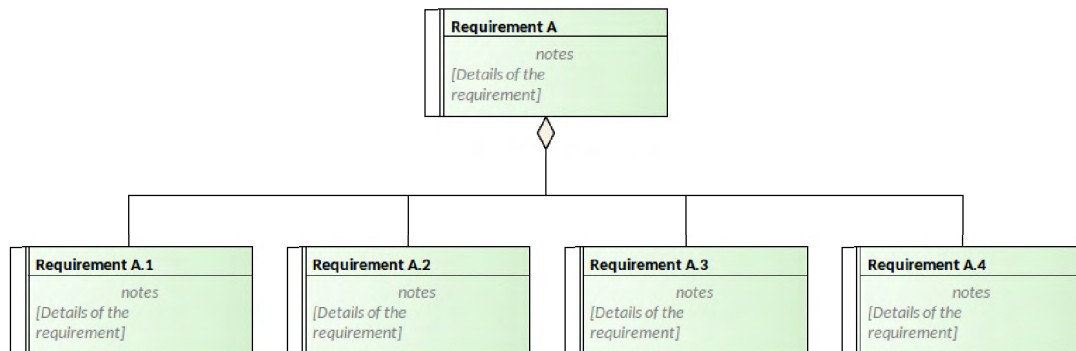 Requirement A
notes
[Details of the
requirement]
Requirement A.1
notes
[Details of the
requirement]
Requirement A.2
notes
[Details of the
requirement]
Requirement A.3
notes
[Details of the
requirement]
Requirement A.4
notes
[Details of the
requirement]